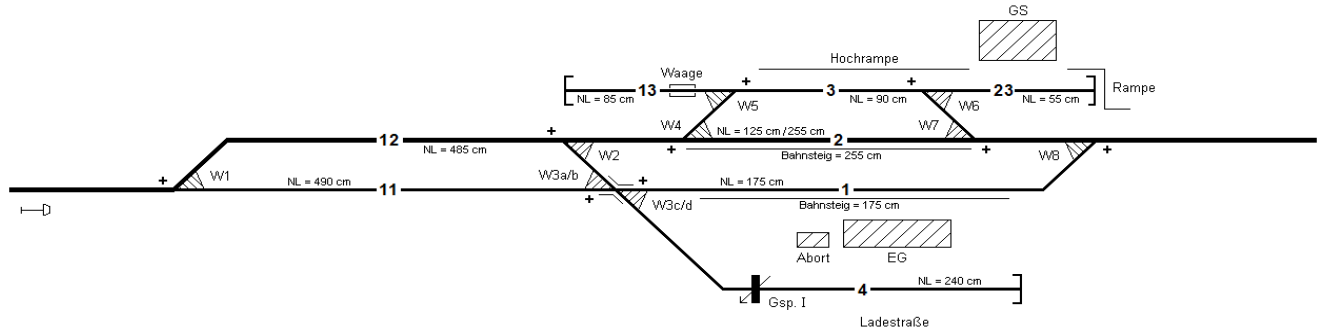 GS
Hochrampe
Waage
+
+
13
3
23
Rampe
NL = 85 cm
NL = 90 cm
NL = 55 cm
W5
W6
+
W4
NL = 125 cm / 255 cm
W7
12
2
NL = 485 cm
+
Bahnsteig = 255 cm
+
+
W2
W8
+
W1
W3a/b
NL = 490 cm
+
NL = 175 cm
11
1
+
W3c/d
Bahnsteig = 175 cm
Abort
EG
NL = 240 cm
4
Gsp. I
Ladestraße